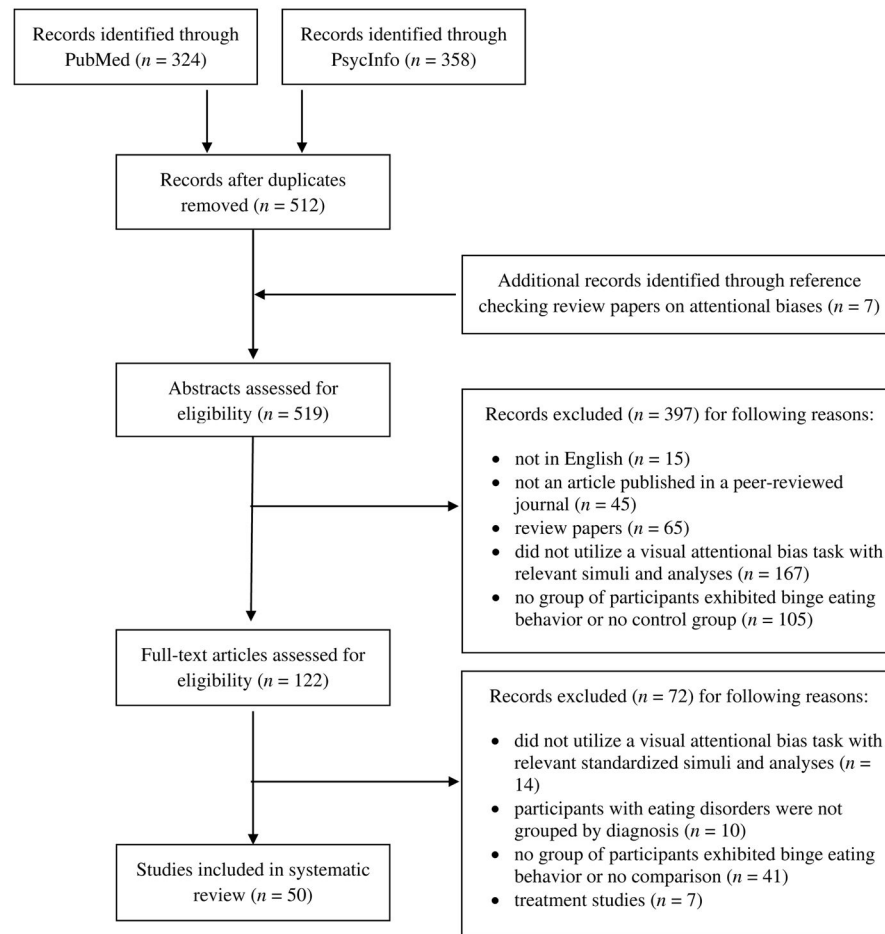 Records identified through
PubMed (n = 324)
Records identified through
PsycInfo (n = 358)
Records after duplicates
removed (n = 512)
Additional records identified through reference
checking review papers on attentional biases (n = 7)
Abstracts assessed for
eligibility (n = 519)
Records excluded (n = 397) for following reasons:
• not in English (n = 15)
• not an article published in a peer-reviewed
journal (n = 45)
• review papers (n = 65)
• did not utilize a visual attentional bias task with
relevant simuli and analyses (n = 167)
• no group of participants exhibited binge eating
behavior or no control group (n = 105)
Full-text articles assessed for
eligibility (n = 122)
Records excluded (n = 72) for following reasons:
• did not utilize a visual attentional bias task with
relevant standardized simuli and analyses (n =
14)
• participants with eating disorders were not
grouped by diagnosis (n = 10)
• no group of participants exhibited binge eating
behavior or no comparison (n = 41)
• treatment studies (n = 7)
Studies included in systematic
review (n = 50)